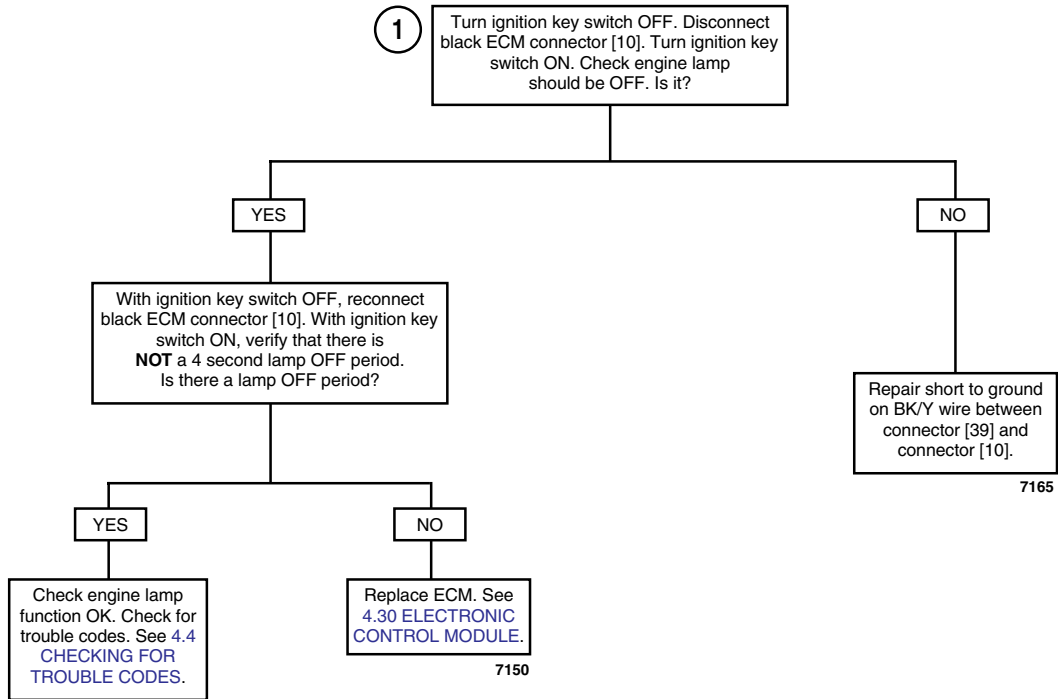 1
Turn ignition key switch OFF. Disconnect
black ECM connector [10]. Turn ignition key
switch ON. Check engine lamp
should be OFF. Is it?
YES
NO
With ignition key switch OFF, reconnect
black ECM connector [10]. With ignition key
switch ON, verify that there is
NOT a 4 second lamp OFF period.
Is there a lamp OFF period?
Repair short to ground
on BK/Y wire between
connector [39] and
connector [10].
7165
YES
NO
Check engine lamp
function OK. Check for
trouble codes. See 4.4
CHECKING FOR
TROUBLE CODES.
Replace ECM. See
4.30 ELECTRONIC
CONTROL MODULE.
7150